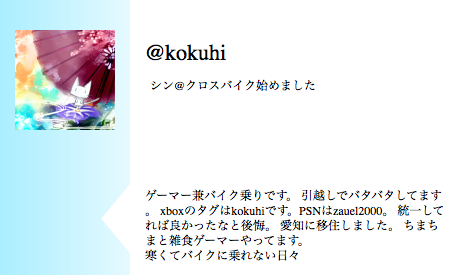 @kokuhi
シン@クロスバイク始めました
ゲーマー兼バイク乗りです。 引越しでバタバタしてます
。 xboxのタグはkokuhiです。PSNはzauel2000。 統一して
れば良かったなと後悔。 愛知に移住しました。 ちまち
まと雑食ゲーマーやってます。
寒くてバイクに乗れない日々